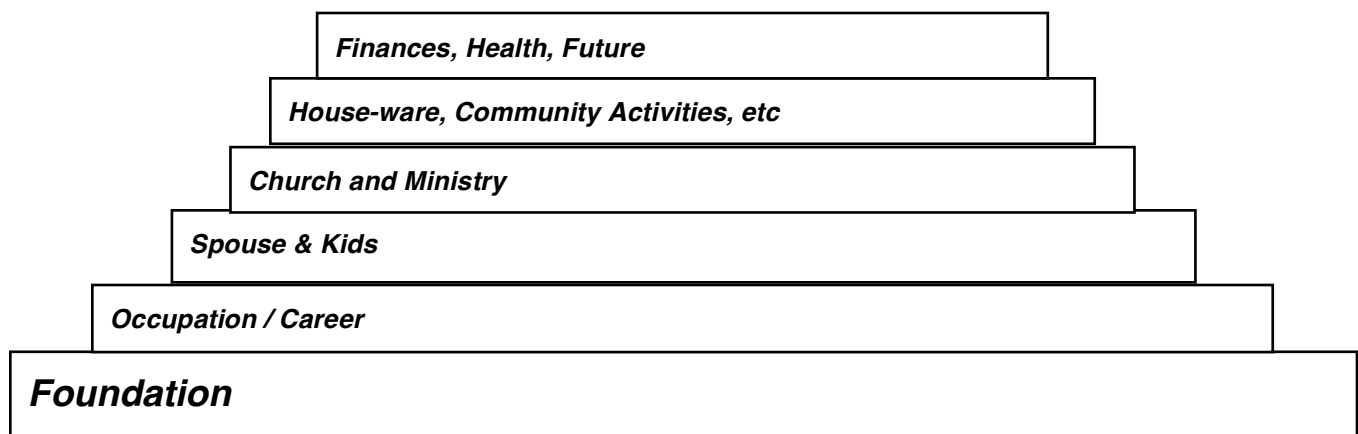 Finances, Health, Future
House-ware, Community Activities, etc
Church and Ministry
Spouse & Kids
Occupation / Career
Foundation